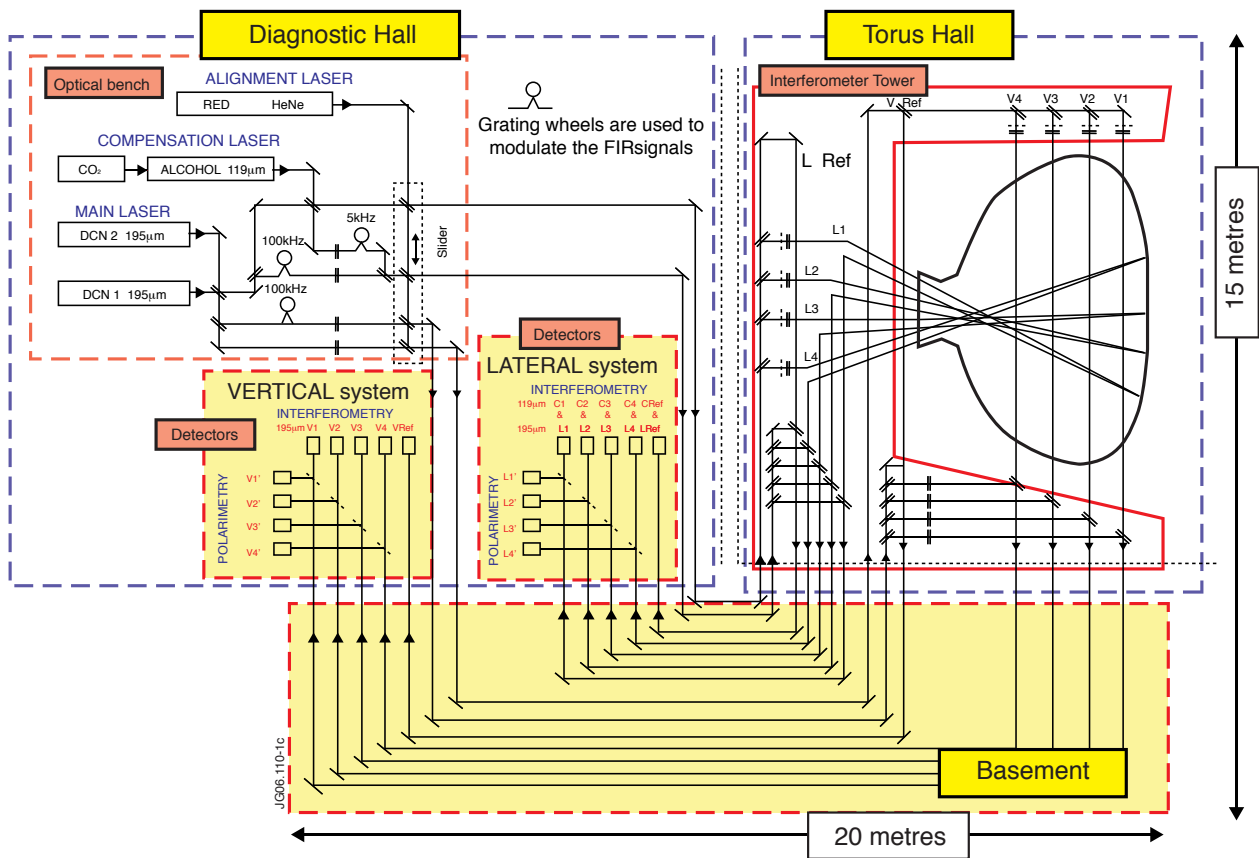 Diagnostic Hall
Torus Hall
Optical bench
ALIGNMENT LASER
RED HeNe
Grating wheels are used to
modulate the FIRsignals
COMPENSATION LASER
CO₂
ALCOHOL 119µm
MAIN LASER
DCN 2 195µm
DCN 1 195µm
5kHz
100kHz
100kHz
Slider
Interferometer Tower
V Ref
V4
V3
V2
V1
L Ref
L1
L2
L3
L4
15 metres
VERTICAL system
INTERFEROMETRY
Detectors
195µm V1 V2 V3 V4 VRef
POLARIMETRY
V1'
V2'
V3'
V4'
Detectors
LATERAL system
INTERFEROMETRY
119µm C1 C2 C3 C4 CRef
& & & & &
195µm L1 L2 L3 L4 LRef
POLARIMETRY
L1'
L2'
L3'
L4'
JG06.110-1c
Basement
20 metres